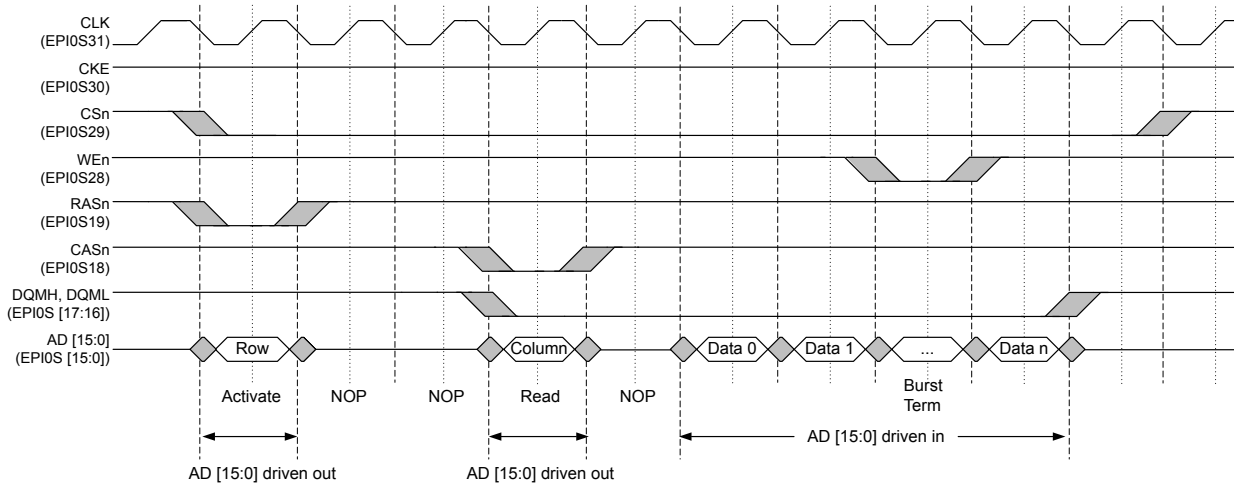 CLK
(EPI0S31)
CKE
(EPI0S30)
CSn
(EPI0S29)
WEn
(EPI0S28)
RASn
(EPI0S19)
CASn
(EPI0S18)
DQMH, DQML
(EPI0S [17:16])
AD [15:0]
(EPI0S [15:0])
Row
Column
Data 0
Data 1
...
Data n
Activate
NOP
NOP
Read
NOP
Burst
Term
AD [15:0] driven in
AD [15:0] driven out
AD [15:0] driven out